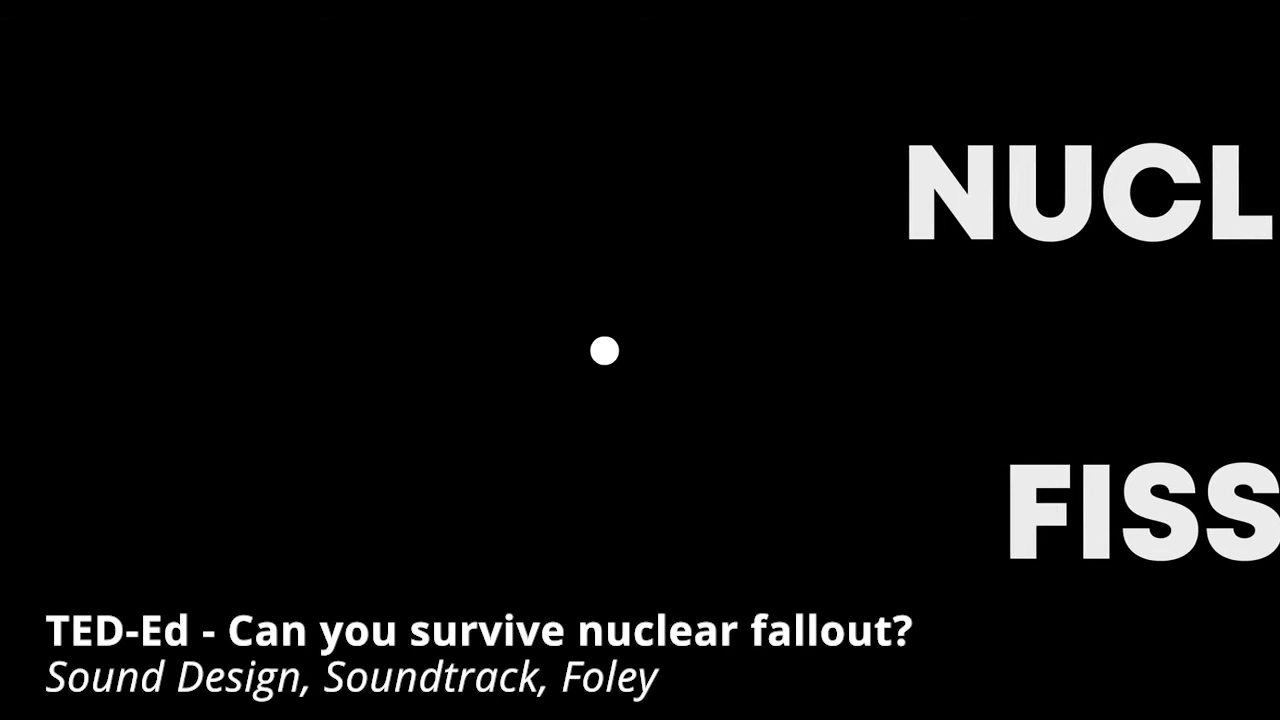 NUCL
FISS
TED-Ed - Can you survive nuclear fallout?
Sound Design, Soundtrack, Foley